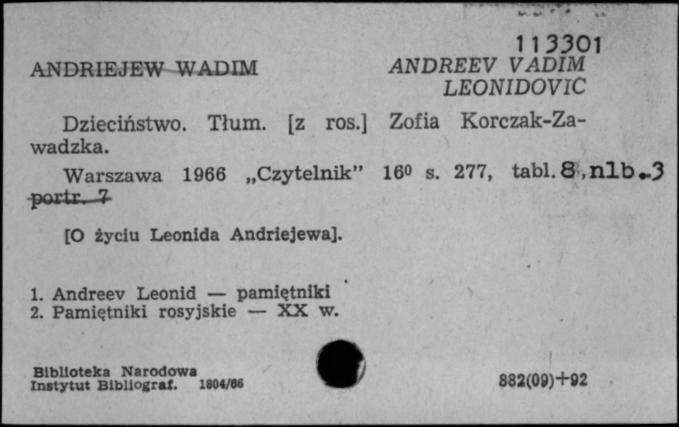 113301
ANDRIEJEW WADIM
ANDREEV VADIM
LEONIDOVIC
Dzieciństwo. Tłum. [z ros.] Zofia Korczak-Za-
wadzka.
Warszawa 1966 „Czytelnik” 16⁰ s. 277, tabl. 8, nlb. 3
portr. 7
[O życiu Leonida Andriejewa].
1. Andreev Leonid — pamiętniki
2. Pamiętniki rosyjskie — XX w.
Biblioteka Narodowa
Instytut Bibliograf. 1804/66
882(09)+92